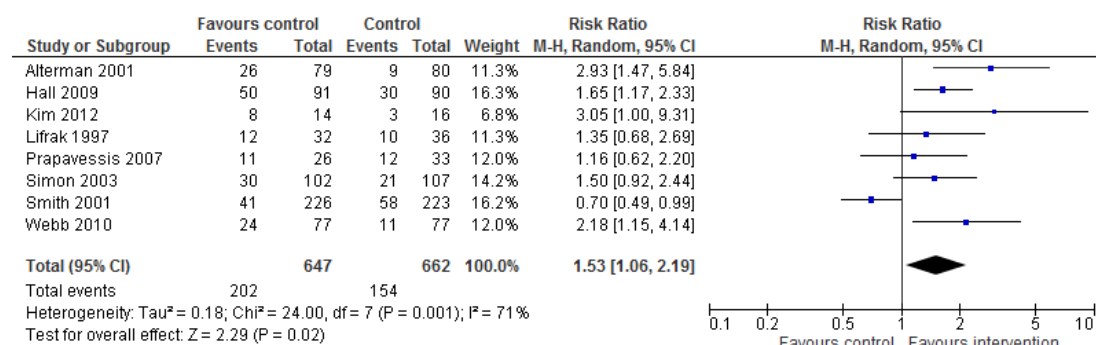 Favours control Control Risk Ratio Risk Ratio
Study or Subgroup Events Total Events Total Weight M-H, Random, 95% CI M-H, Random, 95% CI
Alterman 2001 26 79 9 80 11.3% 2.93 [1.47, 5.84]
Hall 2009 50 91 30 90 16.3% 1.65 [1.17, 2.33]
Kim 2012 8 14 3 16 6.8% 3.05 [1.00, 9.31]
Lifrak 1997 12 32 10 36 11.3% 1.35 [0.68, 2.69]
Prapavessis 2007 11 26 12 33 12.0% 1.16 [0.62, 2.20]
Simon 2003 30 102 21 107 14.2% 1.50 [0.92, 2.44]
Smith 2001 41 226 58 223 16.2% 0.70 [0.49, 0.99]
Webb 2010 24 77 11 77 12.0% 2.18 [1.15, 4.14]
Total (95% CI) 647 662 100.0% 1.53 [1.06, 2.19]
Total events 202 154
Heterogeneity: Tau² = 0.18; Chi² = 24.00, df = 7 (P = 0.001); I² = 71%
Test for overall effect: Z = 2.29 (P = 0.02)
0.1 0.2 0.5 1 2 5 10
Favours control Favours intervention